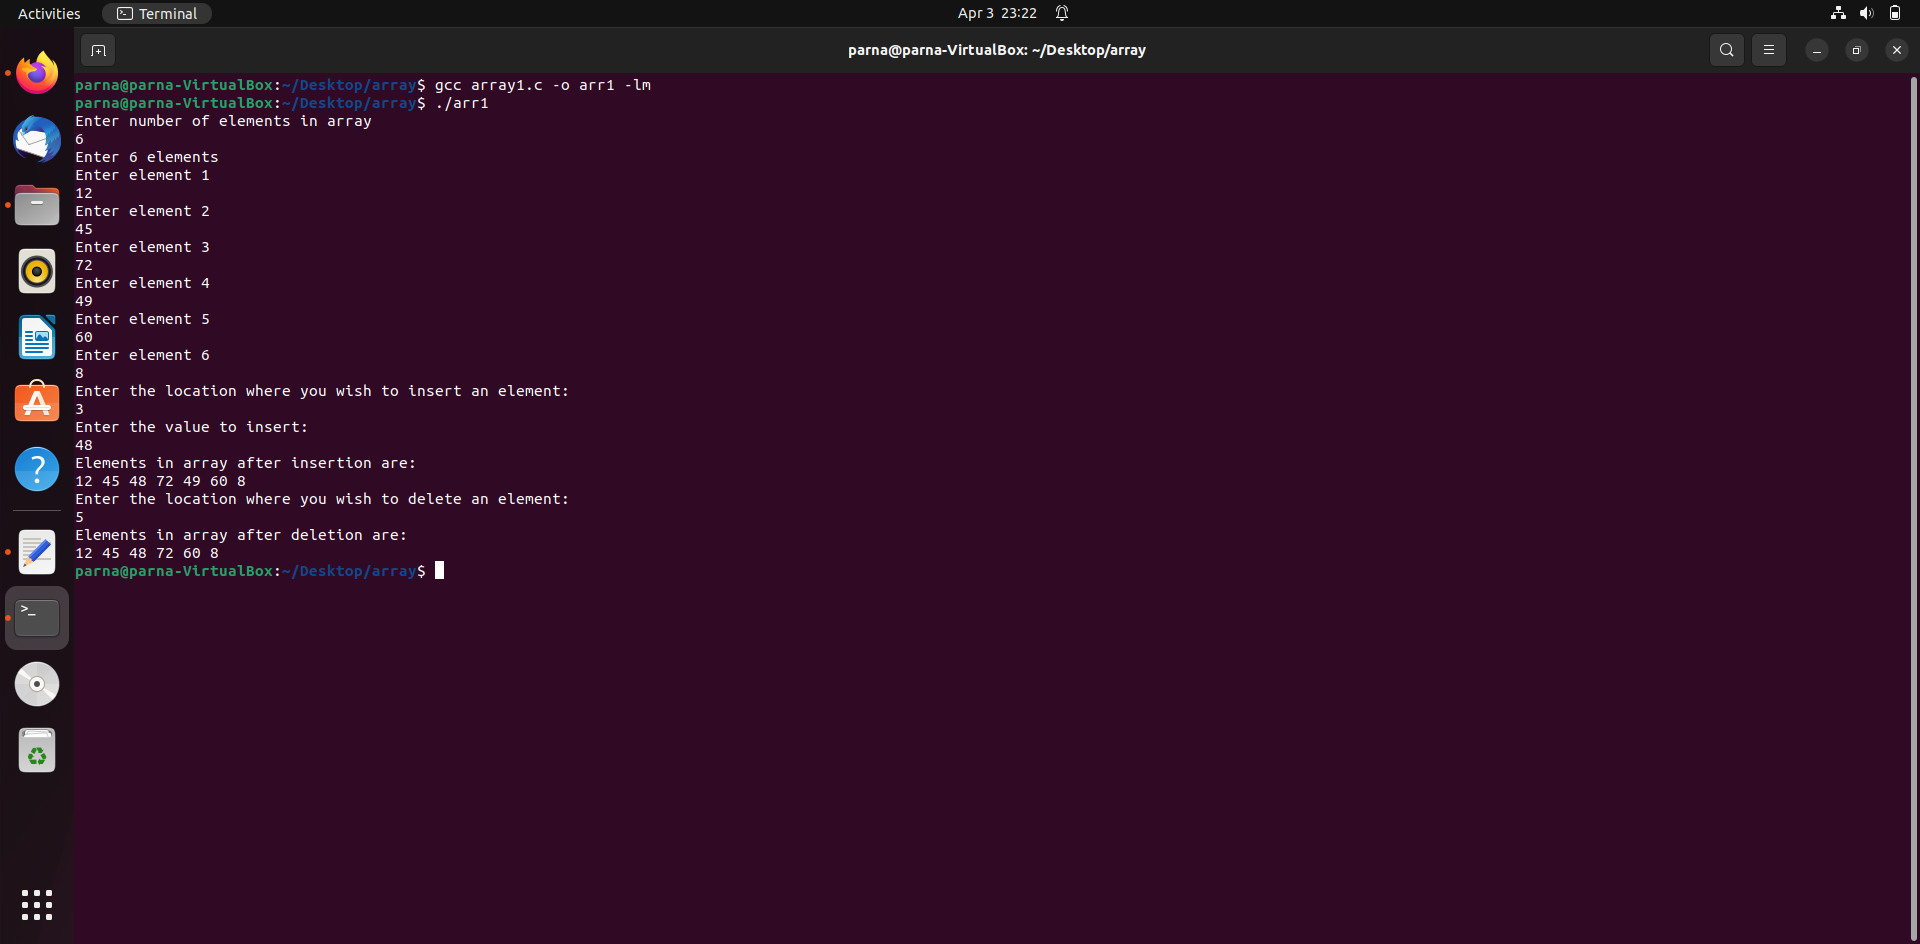 Activities Terminal Apr 3 23:22
parna@parna-VirtualBox: ~/Desktop/array
parna@parna-VirtualBox:~/Desktop/array$ gcc array1.c -o arr1 -lm
parna@parna-VirtualBox:~/Desktop/array$ ./arr1
Enter number of elements in array
6
Enter 6 elements
Enter element 1
12
Enter element 2
45
Enter element 3
72
Enter element 4
49
Enter element 5
60
Enter element 6
8
Enter the location where you wish to insert an element:
3
Enter the value to insert:
48
Elements in array after insertion are:
12 45 48 72 49 60 8
Enter the location where you wish to delete an element:
5
Elements in array after deletion are:
12 45 48 72 60 8
parna@parna-VirtualBox:~/Desktop/array$